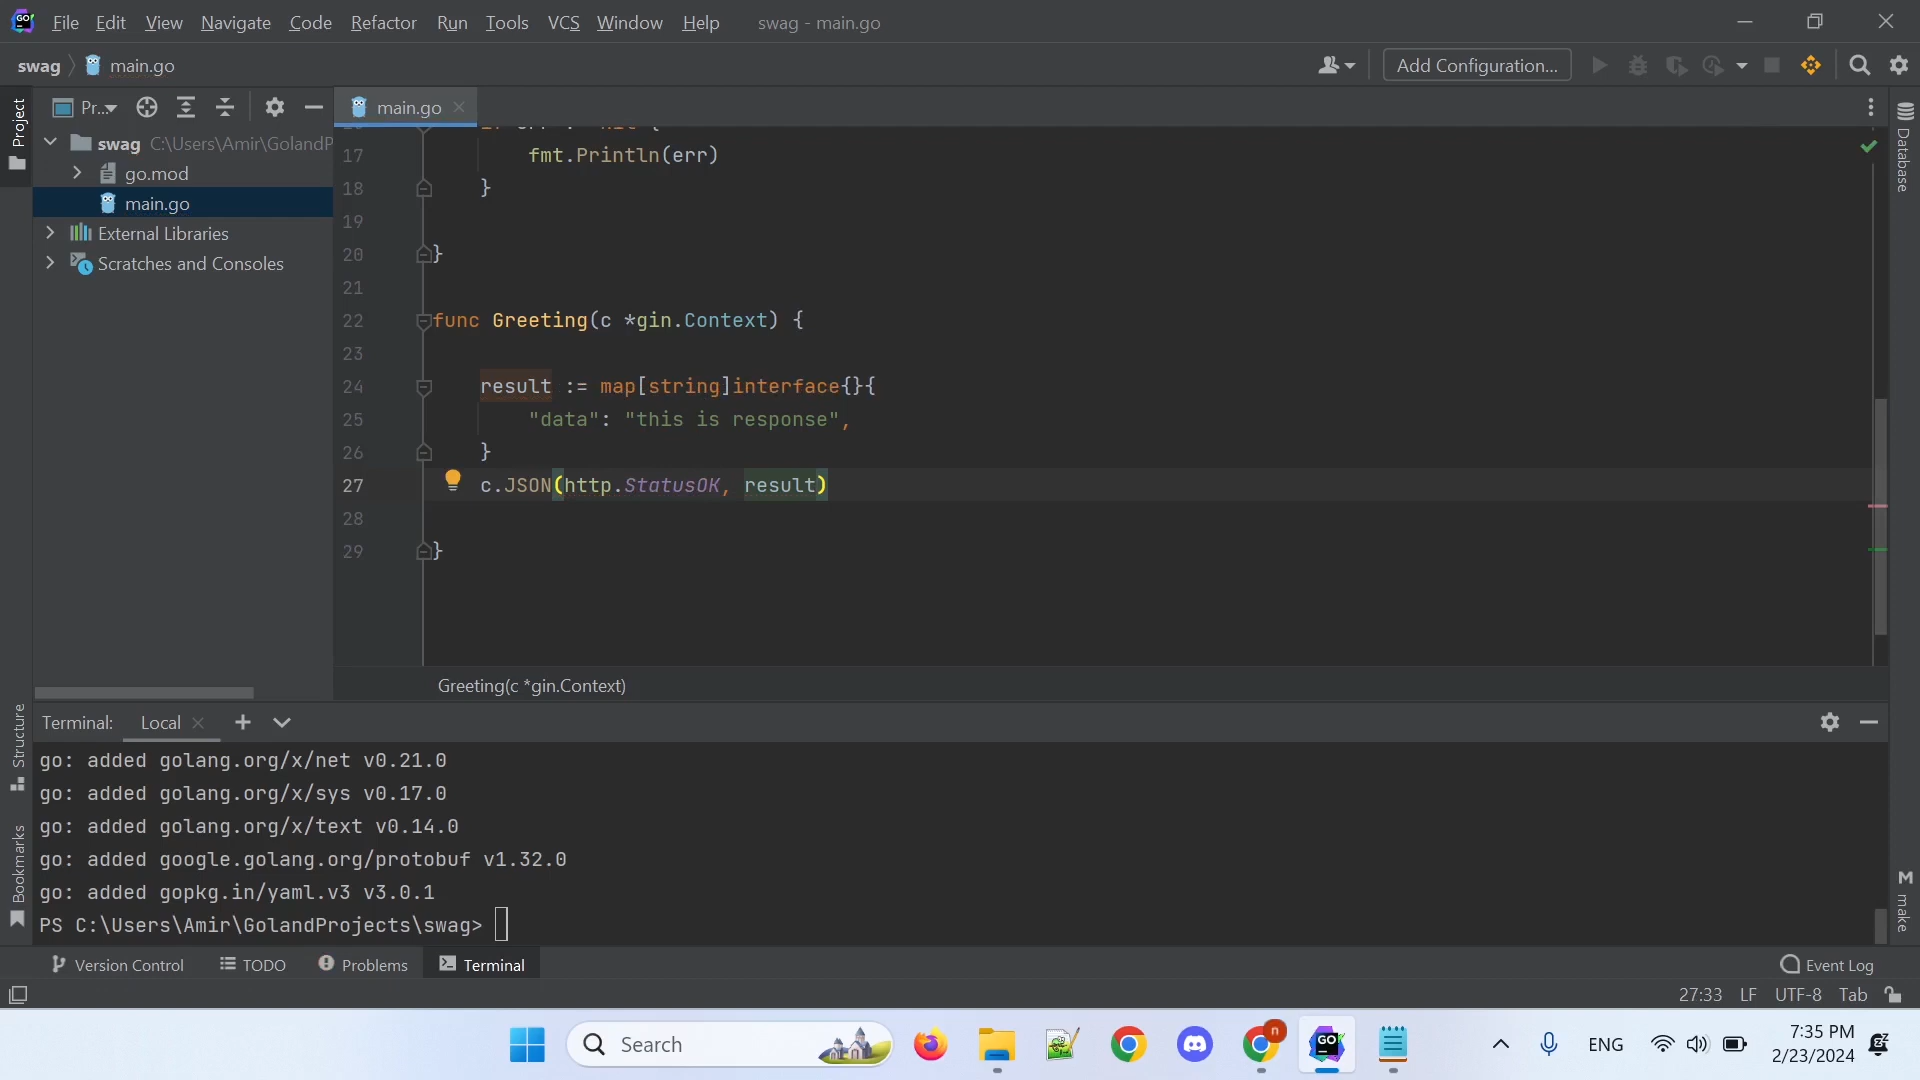 File Edit View Navigate Code Refactor Run Tools VCS Window Help swag - main.go
swag main.go Add Configuration...
Project
Pr...
main.go
swag C:\Users\Amir\GolandP
go.mod
main.go
External Libraries
Scratches and Consoles
17 fmt.Println(err)
18 }
19
20 }
21
22 func Greeting(c *gin.Context) {
23
24 result := map[string]interface{}{
25 "data": "this is response",
26 }
27 c.JSON(http.StatusOK, result)
28
29 }
Greeting(c *gin.Context)
Database
make
Structure
Bookmarks
Terminal: Local
go: added golang.org/x/net v0.21.0
go: added golang.org/x/sys v0.17.0
go: added golang.org/x/text v0.14.0
go: added google.golang.org/protobuf v1.32.0
go: added gopkg.in/yaml.v3 v3.0.1
PS C:\Users\Amir\GolandProjects\swag>
Version Control TODO Problems Terminal Event Log
27:33 LF UTF-8 Tab
Search
ENG
7:35 PM
2/23/2024